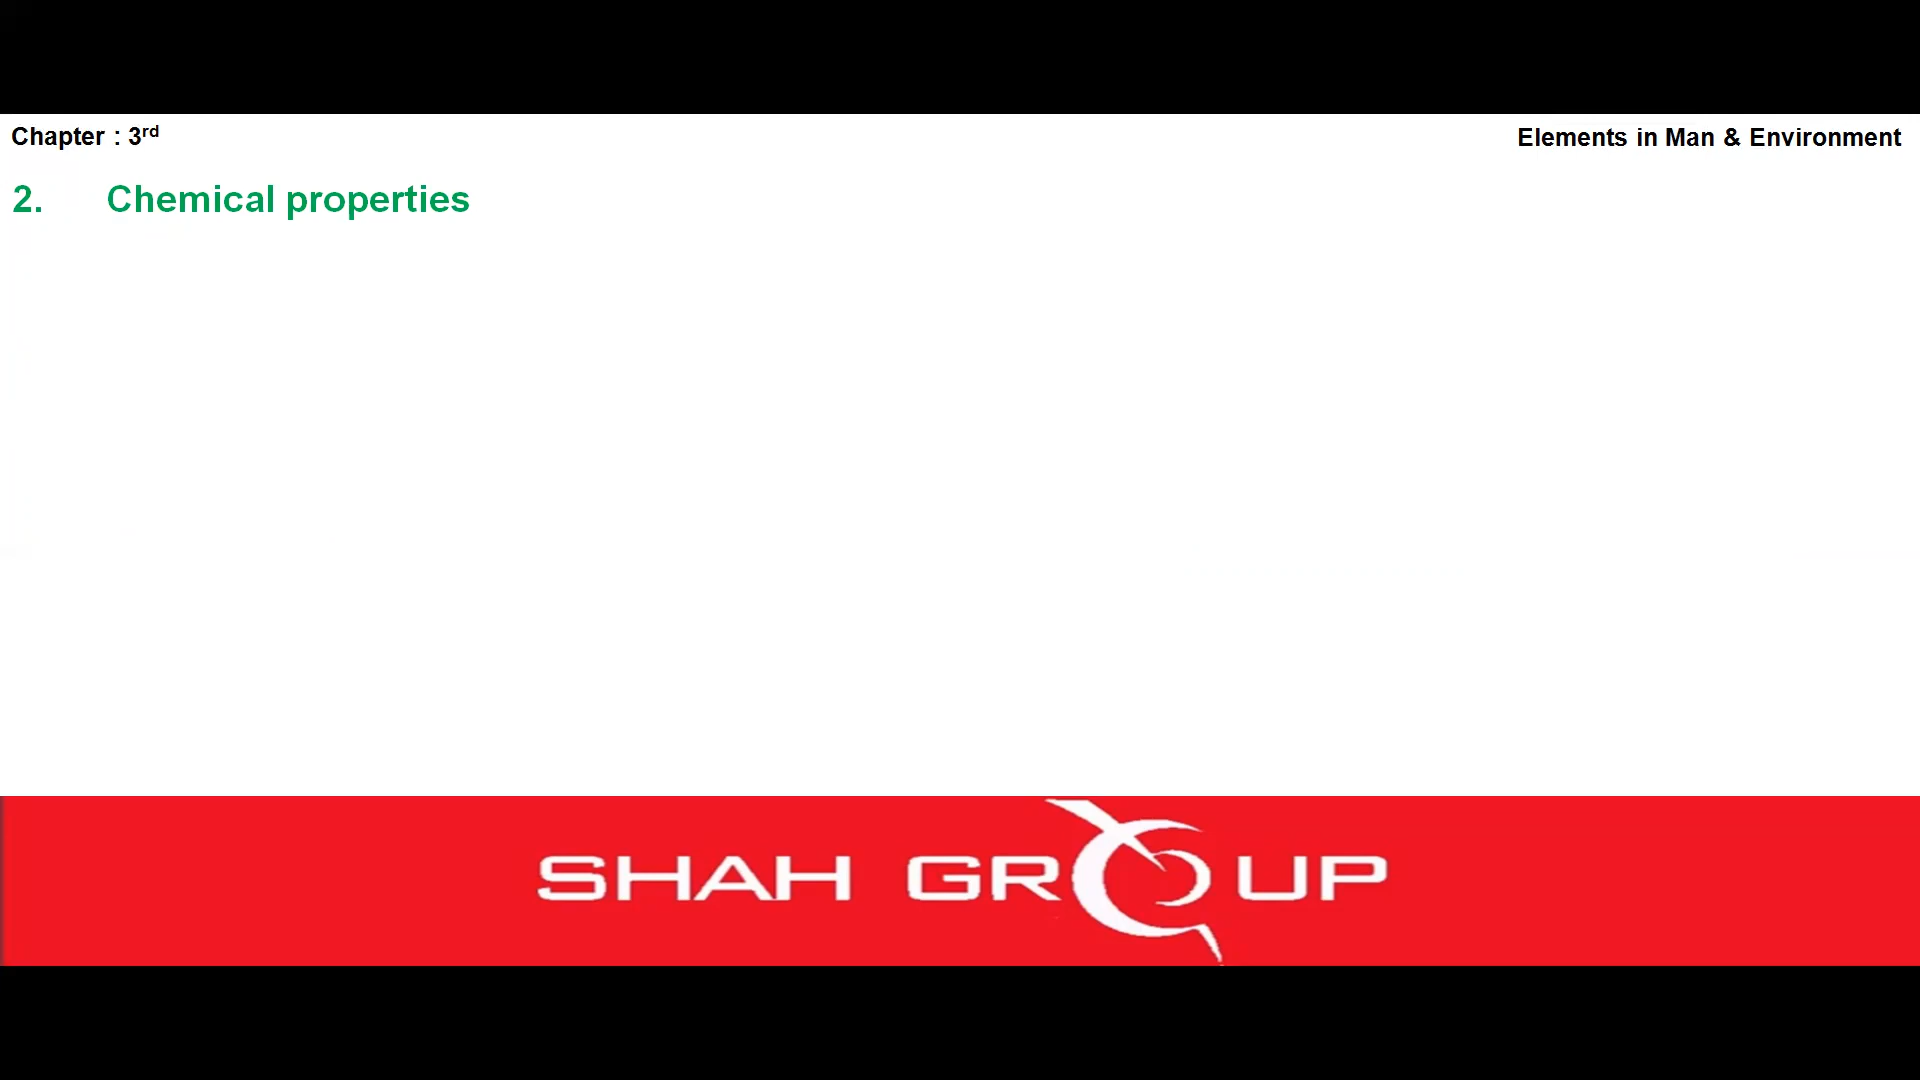 Chapter : 3rd
Elements in Man & Environment
2. Chemical properties
SHAH GROUP